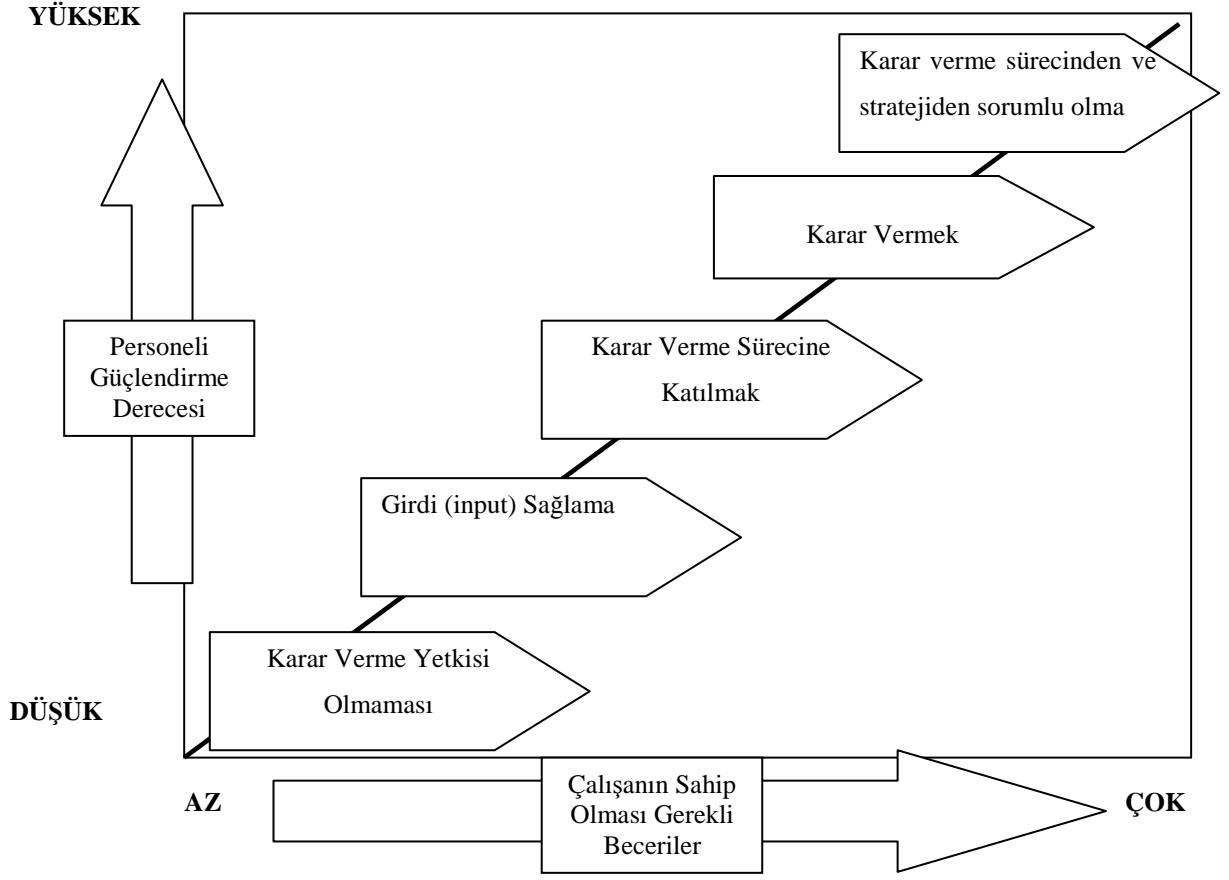 YÜKSEK
Karar verme sürecinden ve
stratejiden sorumlu olma
Karar Vermek
Personeli
Güçlendirme
Derecesi
Karar Verme Sürecine
Katılmak
Girdi (input) Sağlama
Karar Verme Yetkisi
Olmaması
DÜŞÜK
AZ
Çalışanın Sahip
Olması Gerekli
Beceriler
ÇOK